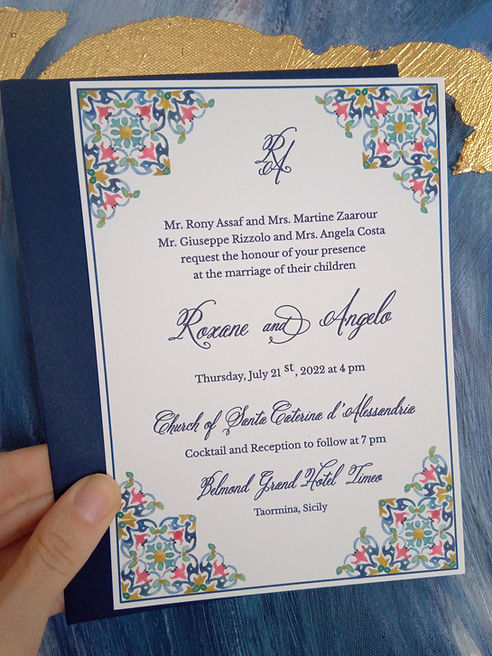 RA
Mr. Rony Assaf and Mrs. Martine Zaarour
Mr. Giuseppe Rizzolo and Mrs. Angela Costa
request the honour of your presence
at the marriage of their children
Roxane and Angelo
Thursday, July 21 st, 2022 at 4 pm
Church of Santa Caterina d'Alessandria
Cocktail and Reception to follow at 7 pm
Belmond Grand Hotel Timeo
Taormina, Sicily